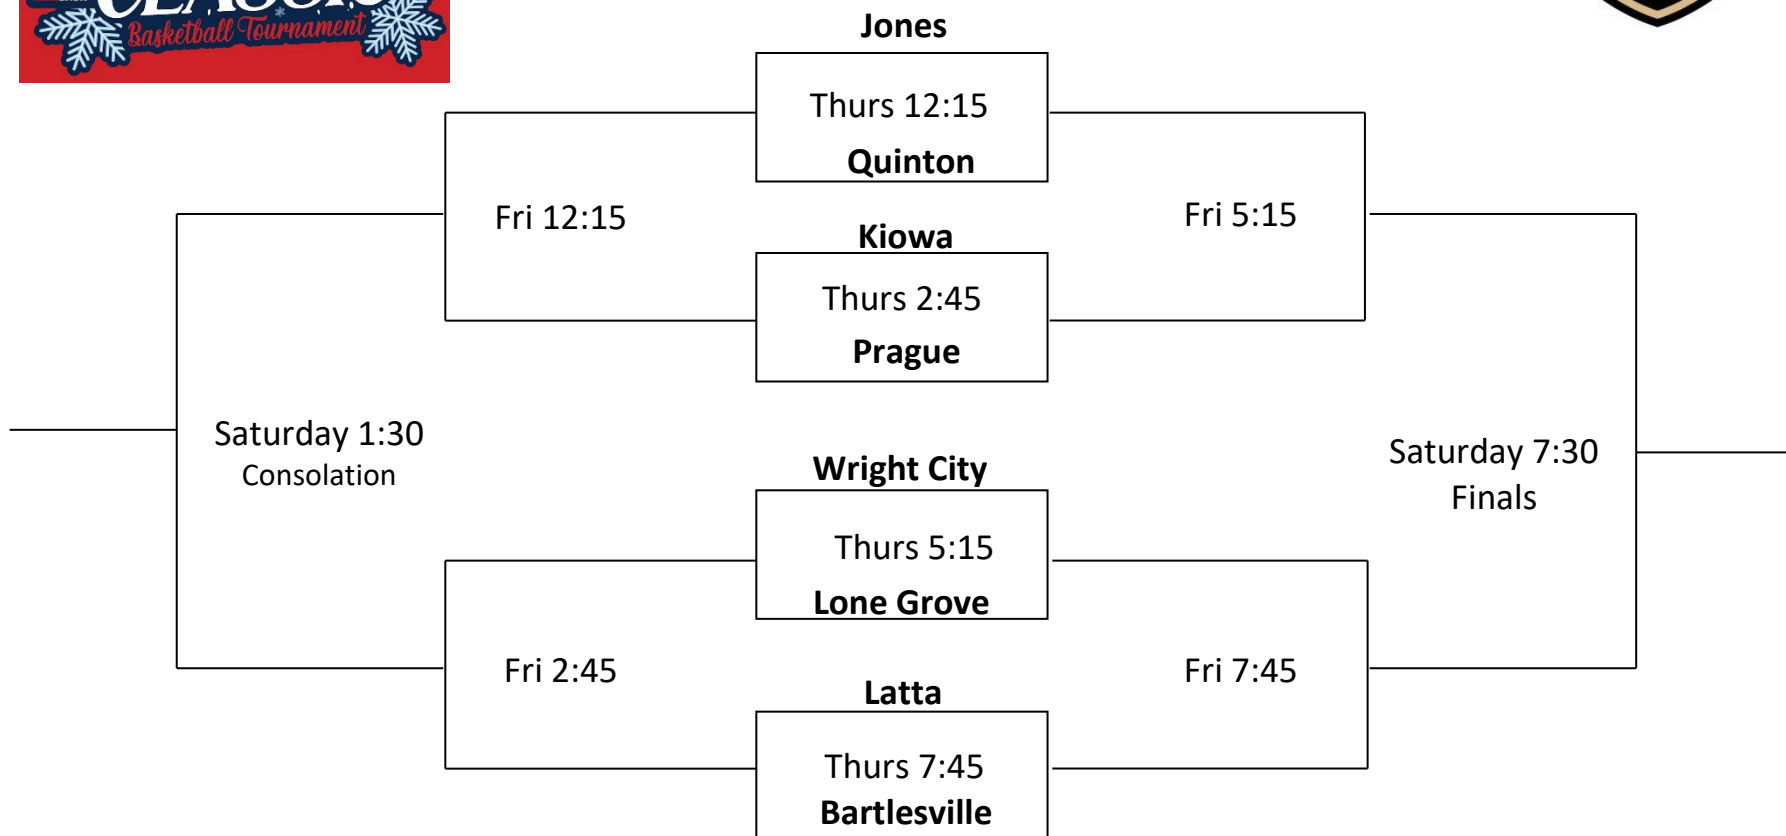 CLASSIC
Basketball Tournament
Jones
Thurs 12:15
Quinton
Fri 12:15
Fri 5:15
Kiowa
Thurs 2:45
Prague
Saturday 1:30
Consolation
Saturday 7:30
Finals
Wright City
Thurs 5:15
Lone Grove
Fri 2:45
Fri 7:45
Latta
Thurs 7:45
Bartlesville